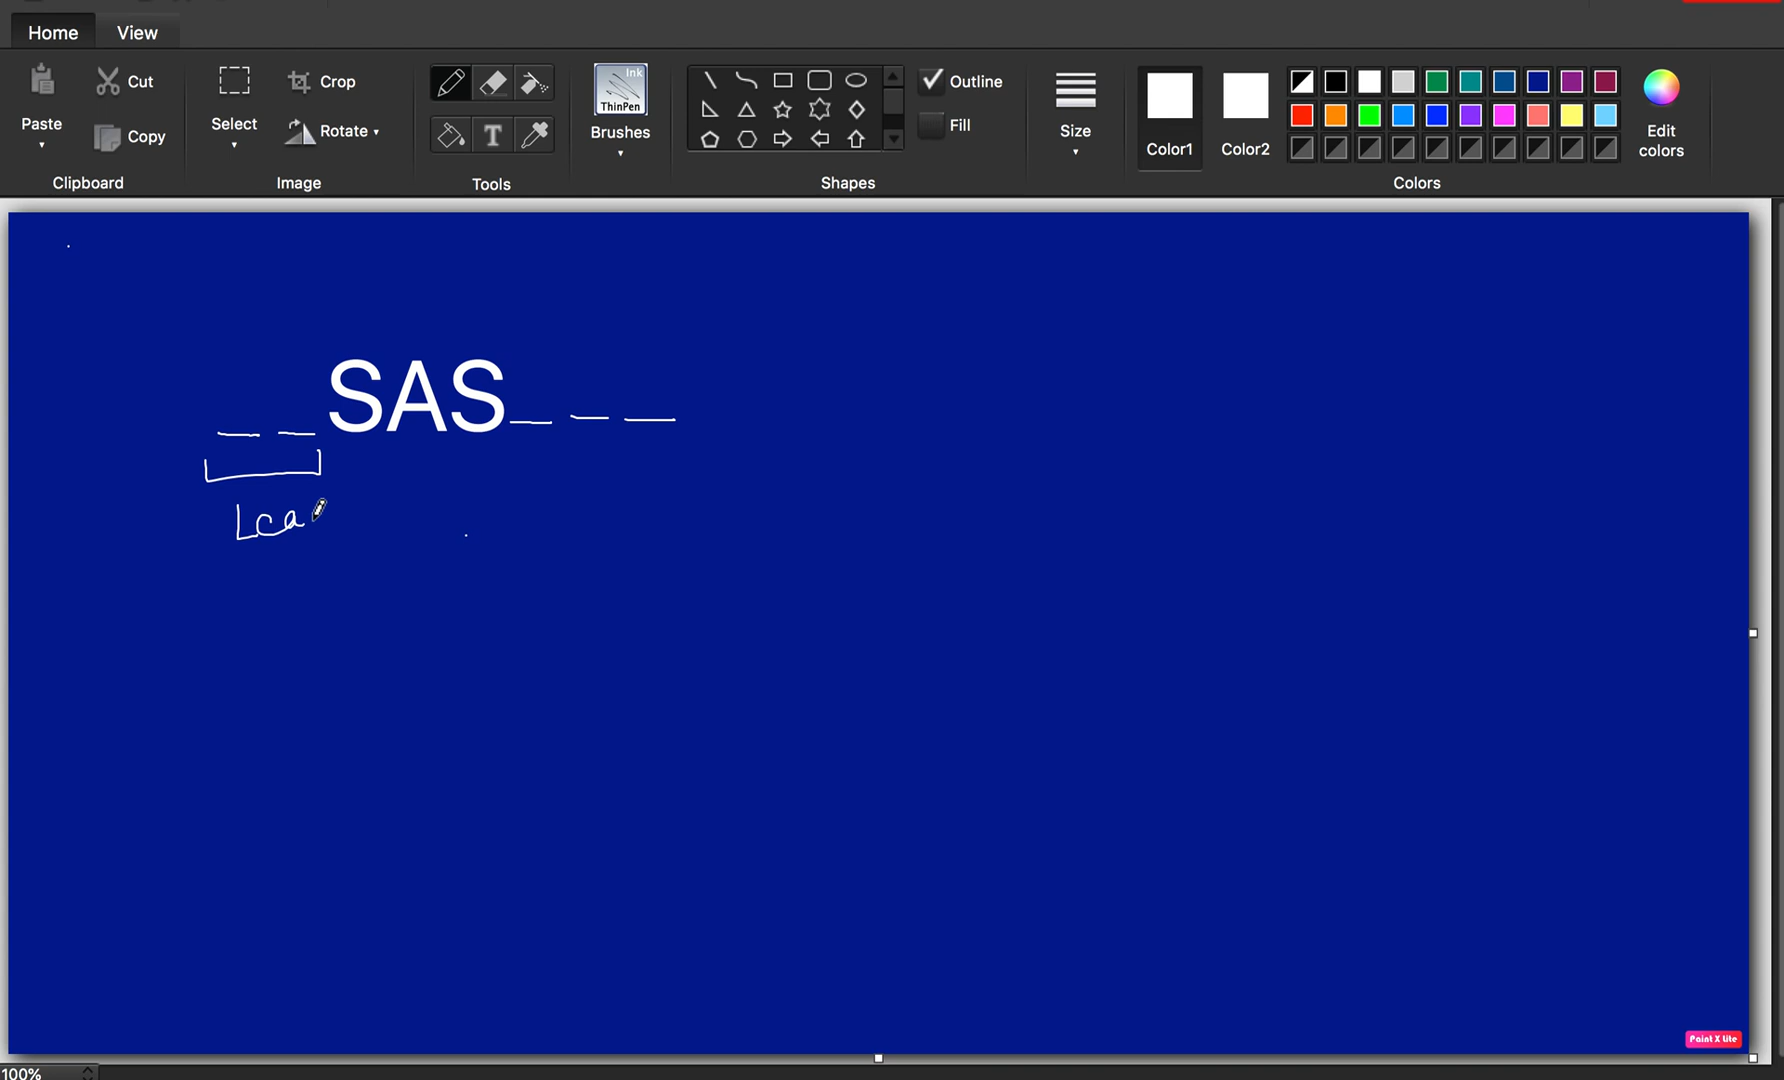 Home View
Paste Cut Copy Select Crop Rotate Ink ThinPen Brushes Outline Fill Size Color1 Color2 Edit colors
Clipboard Image Tools Shapes Colors
_ _ SAS _ _ _
Lca
Paint X lite
100%